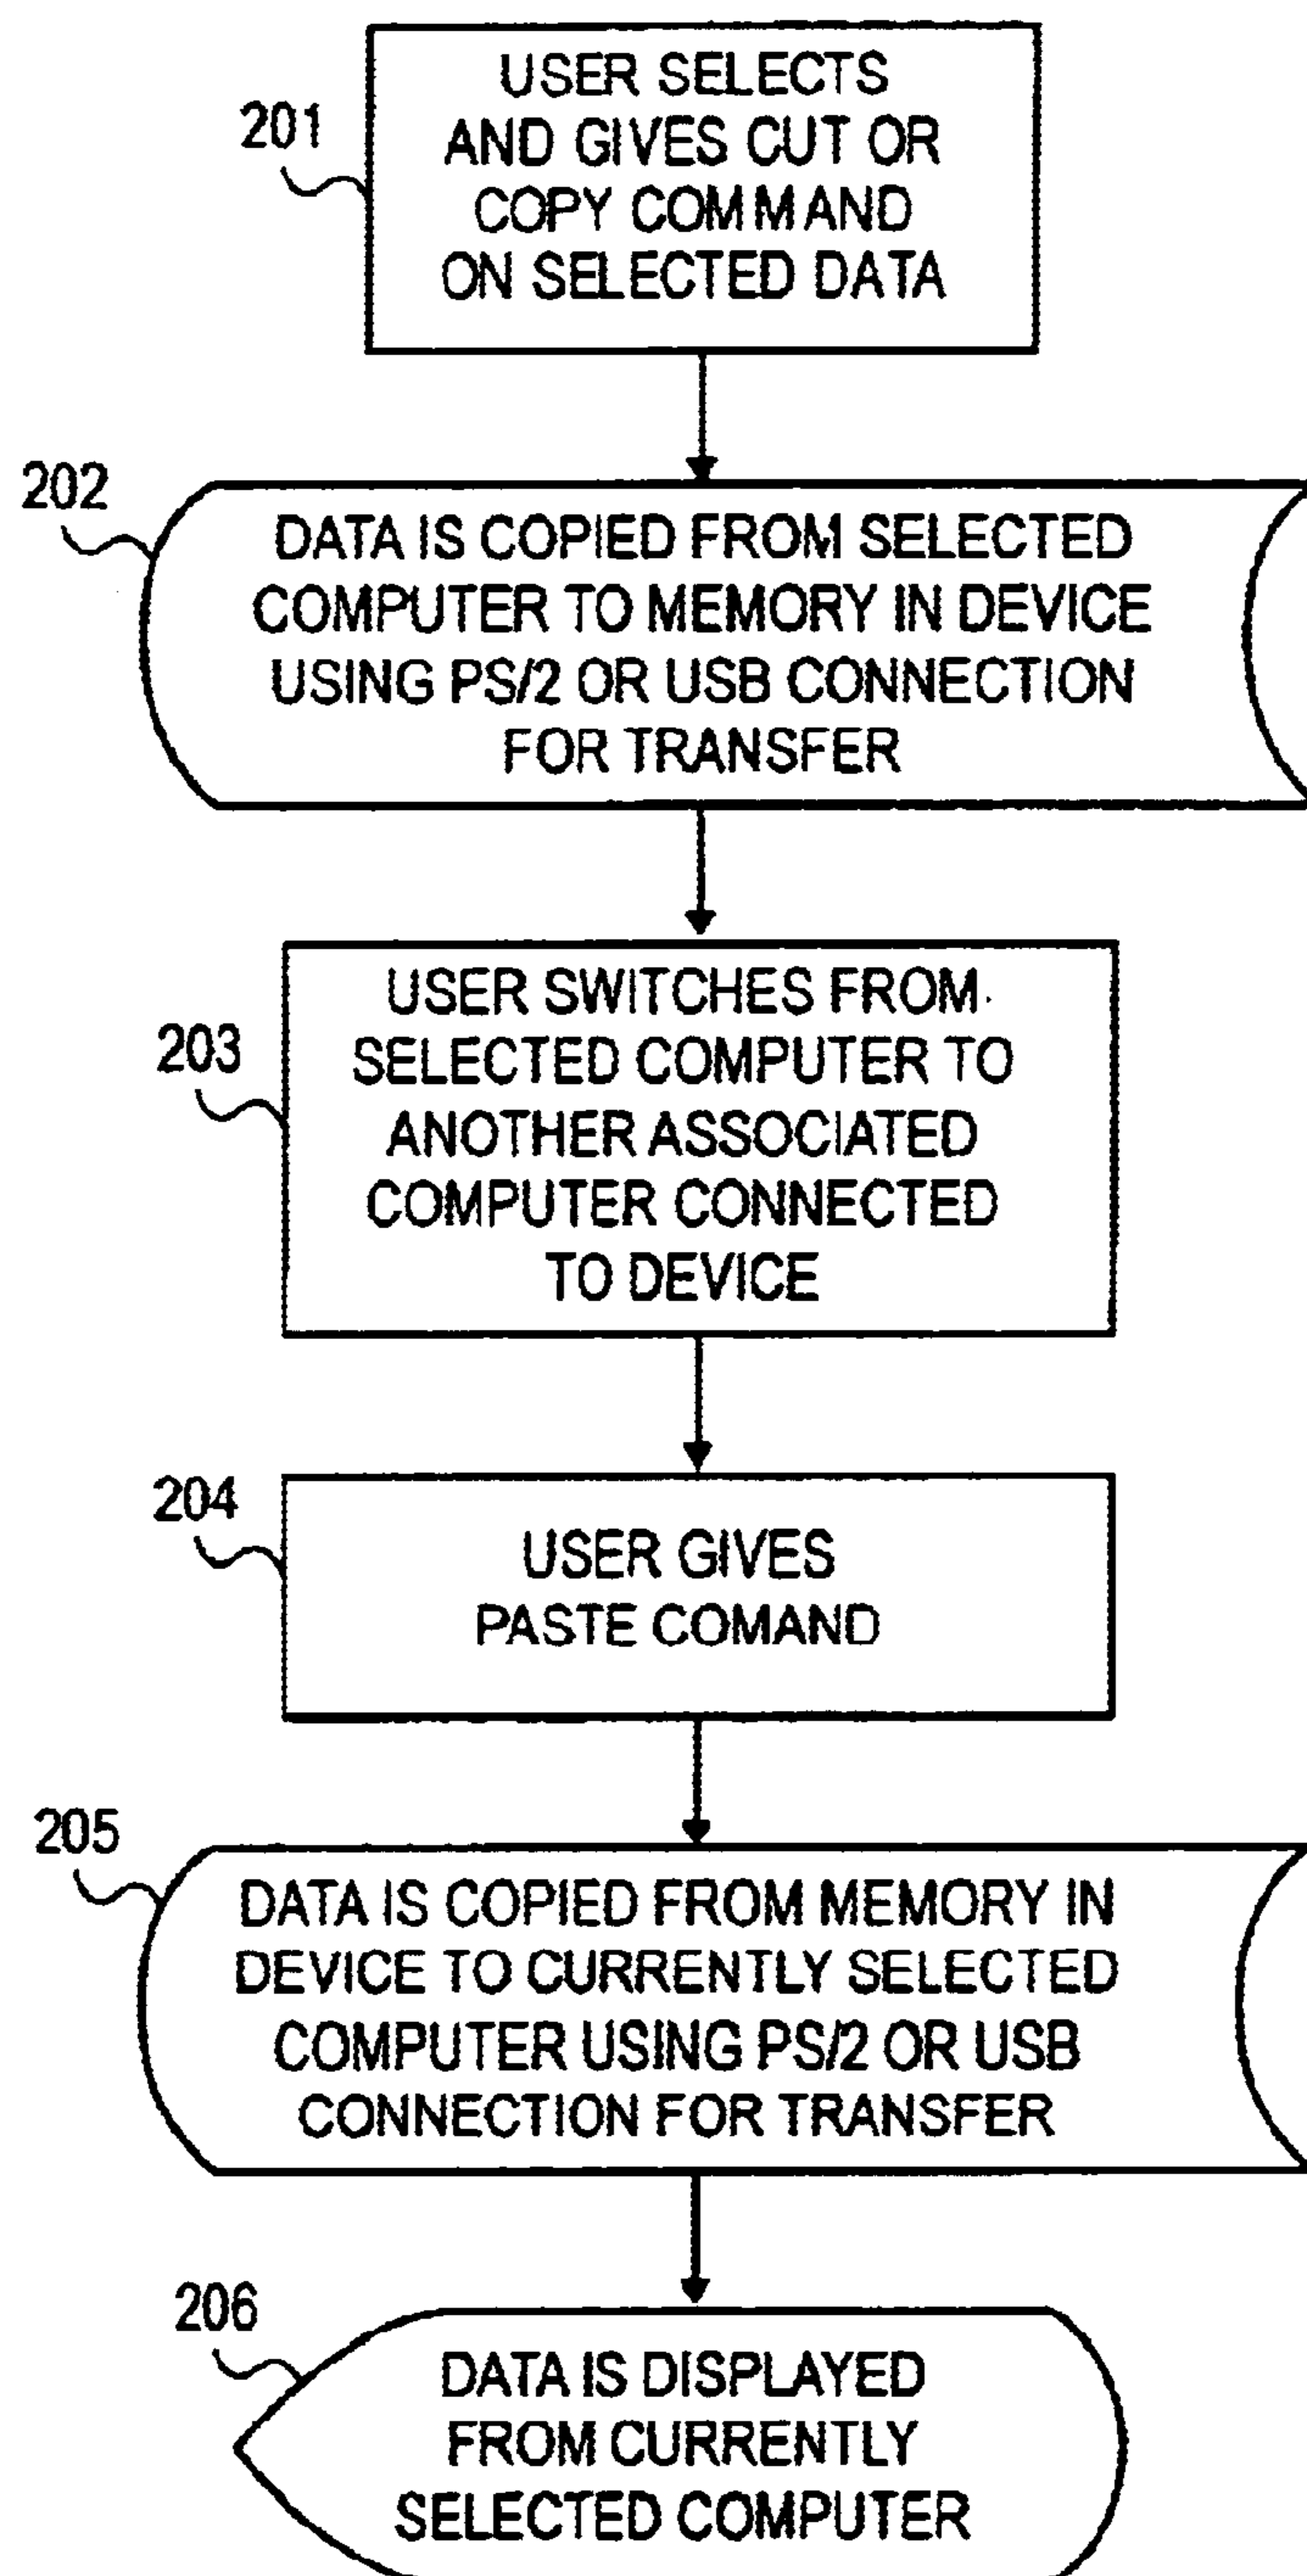 201
USER SELECTS
AND GIVES CUT OR
COPY COMMAND
ON SELECTED DATA
202
DATA IS COPIED FROM SELECTED
COMPUTER TO MEMORY IN DEVICE
USING PS/2 OR USB CONNECTION
FOR TRANSFER
203
USER SWITCHES FROM
SELECTED COMPUTER TO
ANOTHER ASSOCIATED
COMPUTER CONNECTED
TO DEVICE
204
USER GIVES
PASTE COMAND
205
DATA IS COPIED FROM MEMORY IN
DEVICE TO CURRENTLY SELECTED
COMPUTER USING PS/2 OR USB
CONNECTION FOR TRANSFER
206
DATA IS DISPLAYED
FROM CURRENTLY
SELECTED COMPUTER